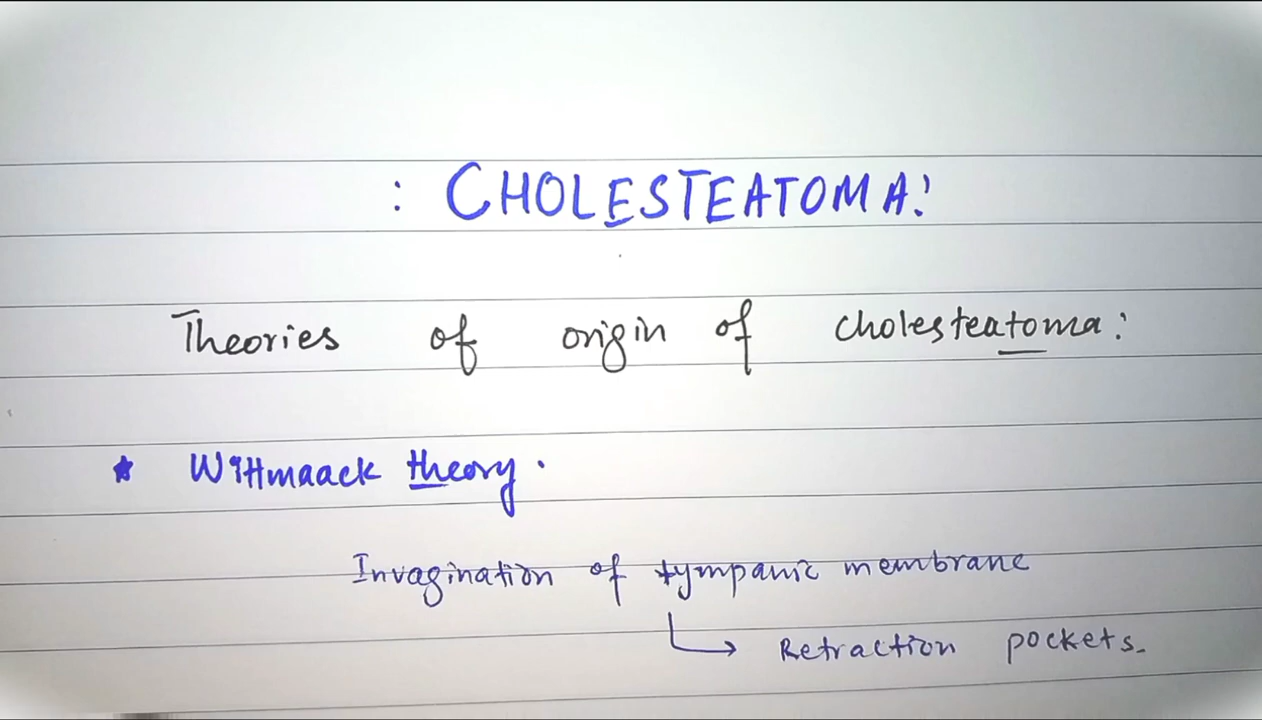 : CHOLESTEATOMA:
Theories of origin of cholesteatoma:
★ Wittmaack theory.
Invagination of tympanic membrane
↳ Retraction pockets.